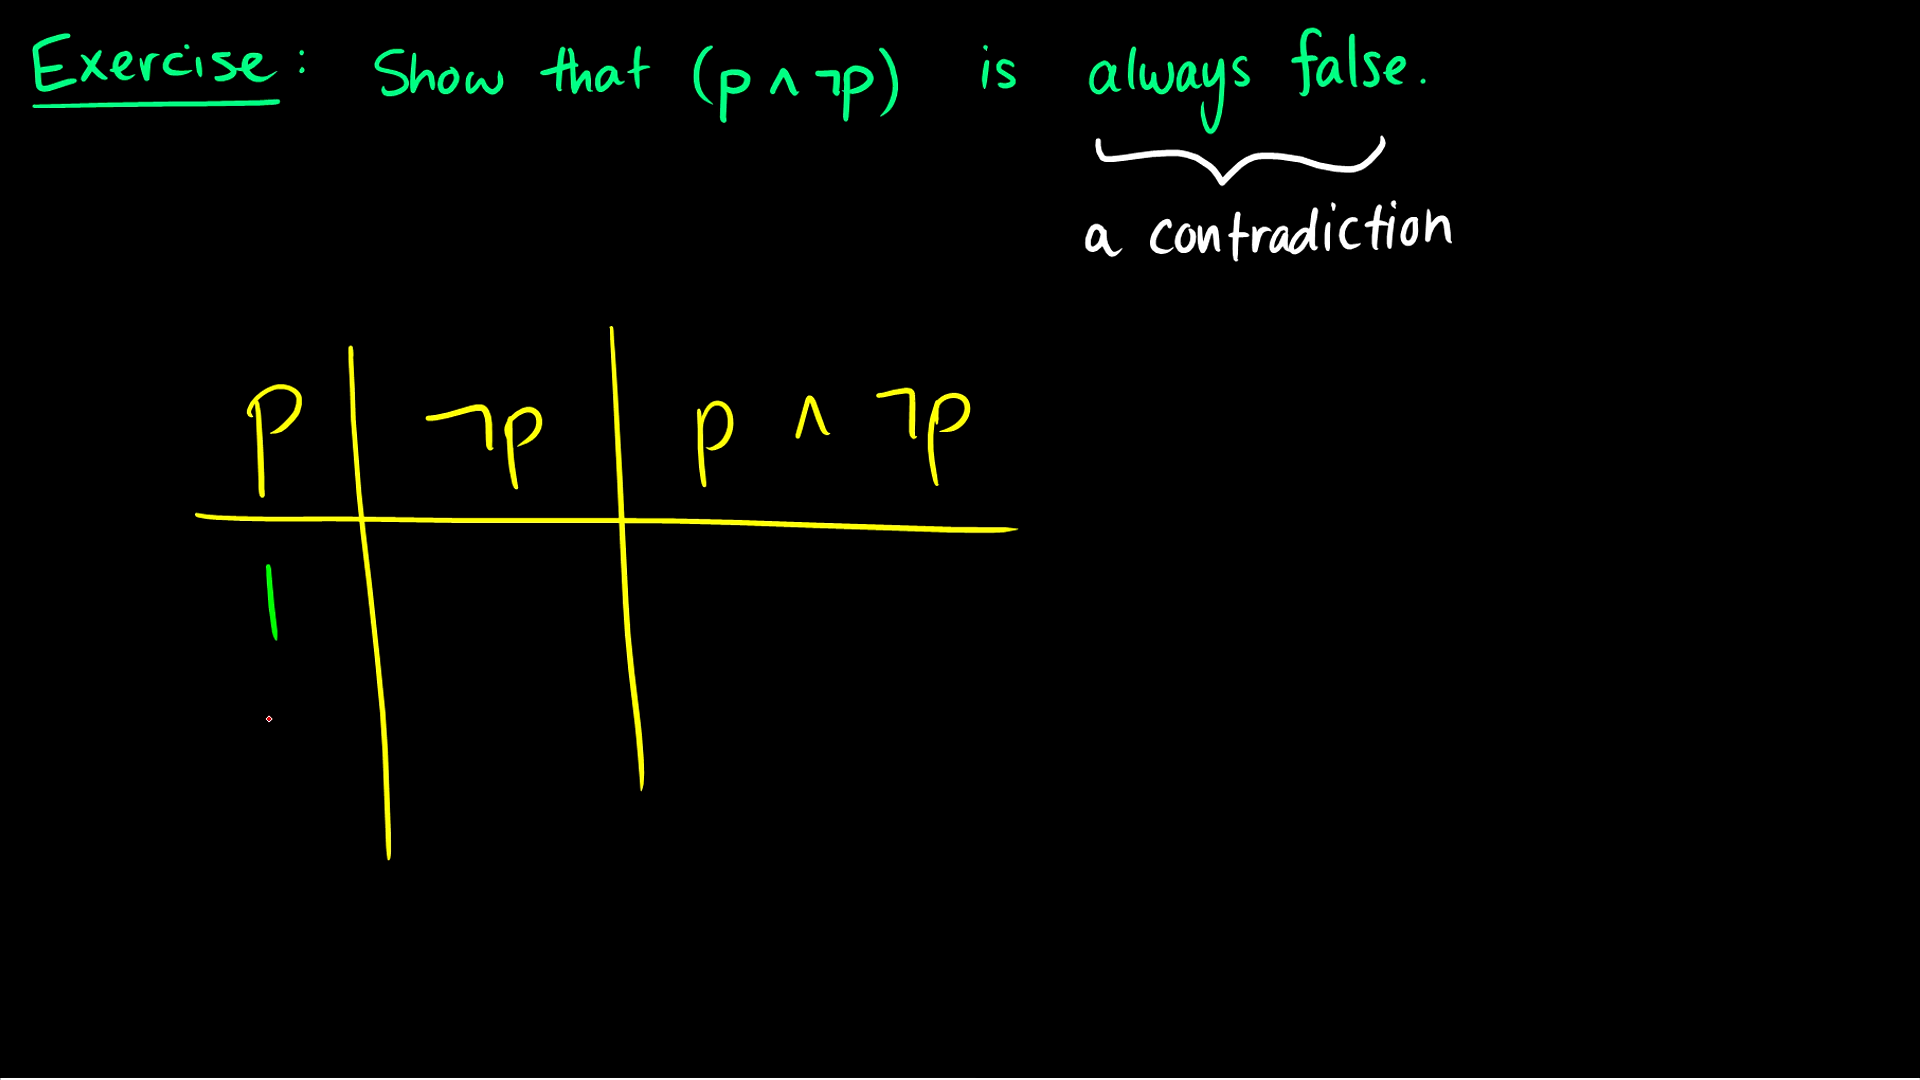 Exercise: Show that (p ∧ ¬p) is always false.
a contradiction
p ¬p p ∧ ¬p
1